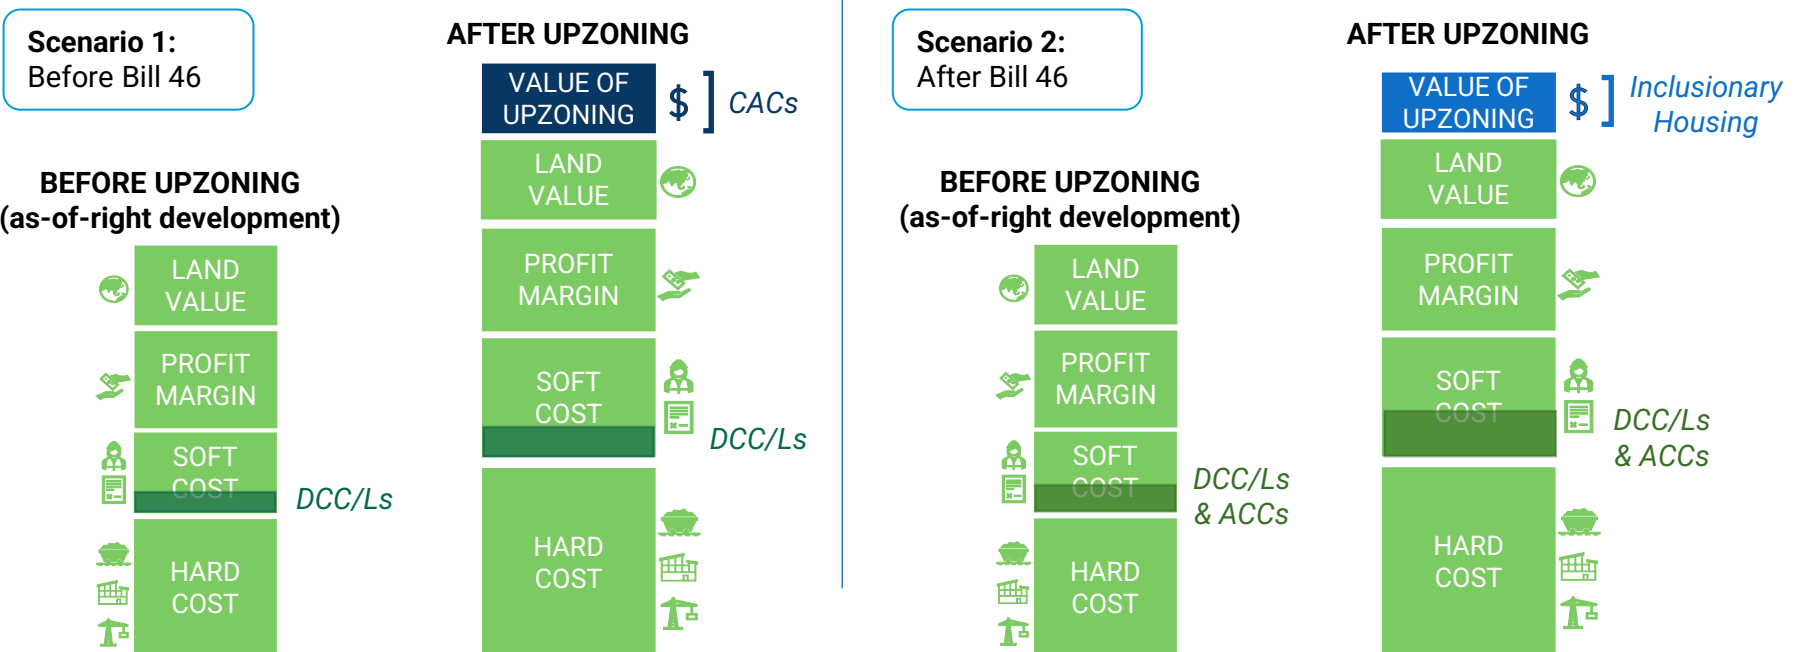 Scenario 1:
Before Bill 46
BEFORE UPZONING
(as-of-right development)
LAND
VALUE
PROFIT
MARGIN
SOFT
COST
DCC/Ls
HARD
COST
AFTER UPZONING
VALUE OF
UPZONING
$
CACs
LAND
VALUE
PROFIT
MARGIN
SOFT
COST
DCC/Ls
HARD
COST
Scenario 2:
After Bill 46
BEFORE UPZONING
(as-of-right development)
LAND
VALUE
PROFIT
MARGIN
SOFT
COST
DCC/Ls
& ACCs
HARD
COST
AFTER UPZONING
VALUE OF
UPZONING
$
Inclusionary
Housing
LAND
VALUE
PROFIT
MARGIN
SOFT
COST
DCC/Ls
& ACCs
HARD
COST